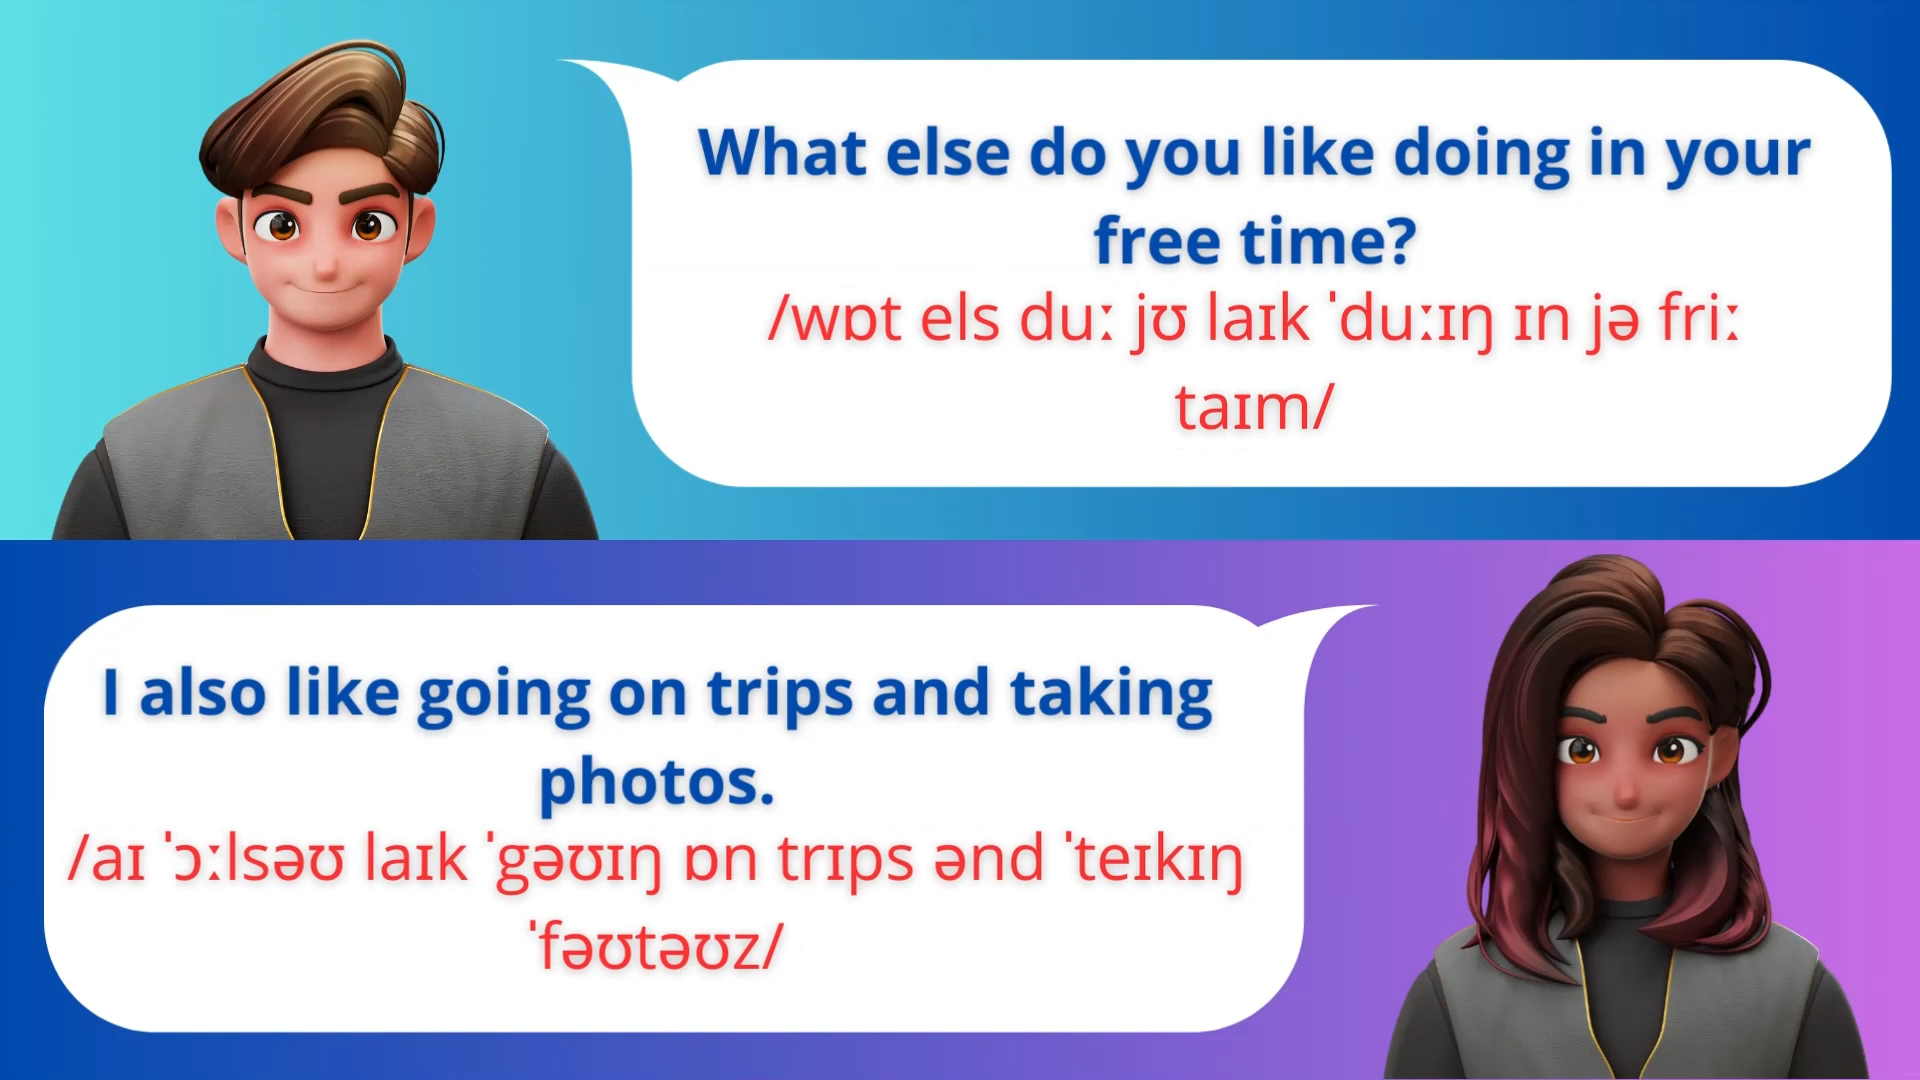 What else do you like doing in your
free time?
/wɒt els duː jʊ laɪk ˈduːɪŋ ɪn jə friː
taɪm/
I also like going on trips and taking
photos.
/aɪ ˈɔːlsəʊ laɪk ˈgəʊɪŋ ɒn trɪps ənd ˈteɪkɪŋ
ˈfəʊtəʊz/